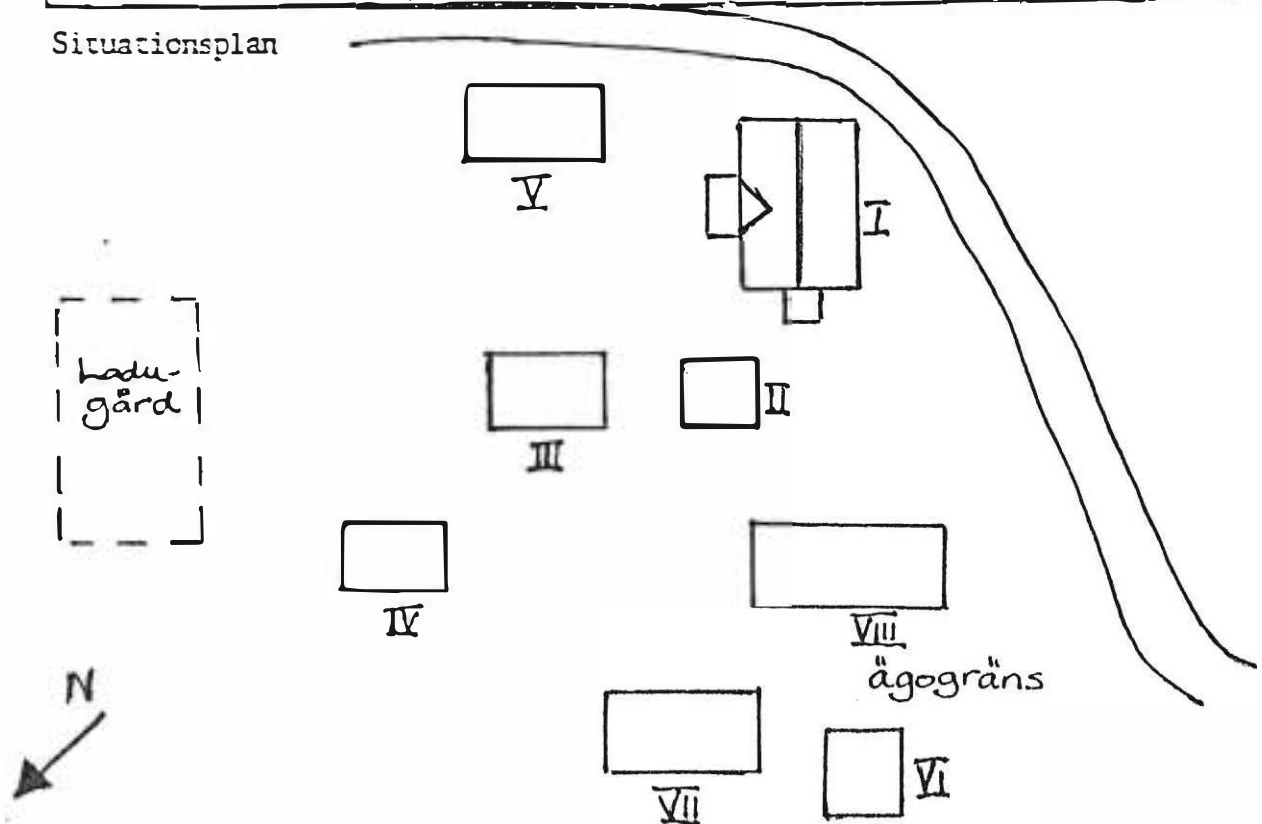 Situationsplan
V
I
Ladu-
gård
II
III
IV
VIII
ägogräns
N
VII
VI